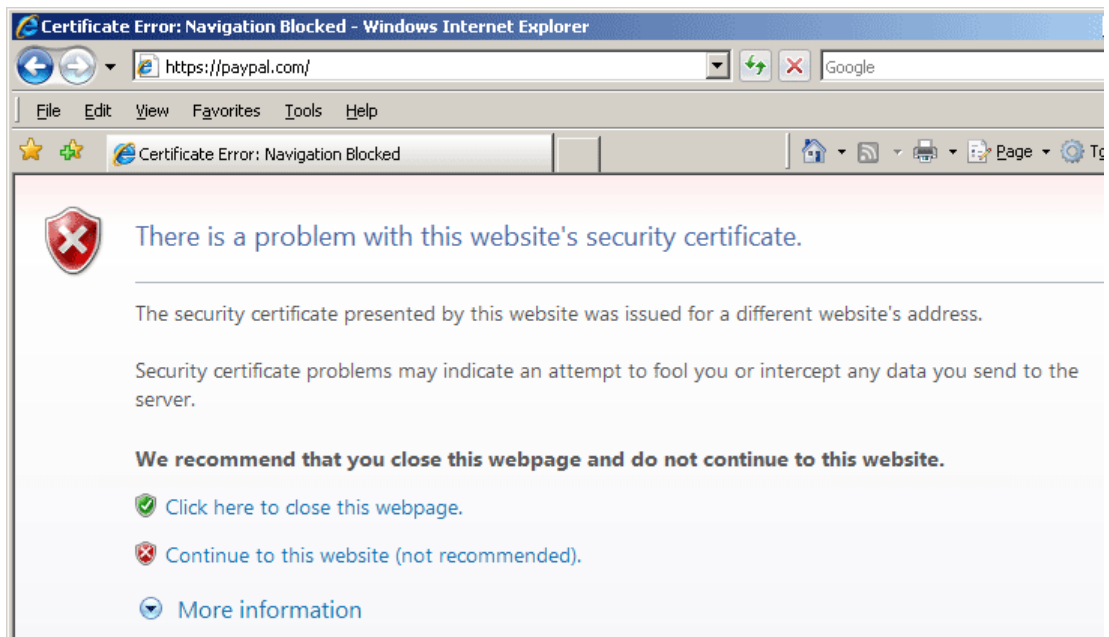 Certificate Error: Navigation Blocked - Windows Internet Explorer
https://paypal.com/ Google
File Edit View Favorites Tools Help
Certificate Error: Navigation Blocked Page
There is a problem with this website's security certificate.
The security certificate presented by this website was issued for a different website's address.
Security certificate problems may indicate an attempt to fool you or intercept any data you send to the
server.
We recommend that you close this webpage and do not continue to this website.
Click here to close this webpage.
Continue to this website (not recommended).
More information